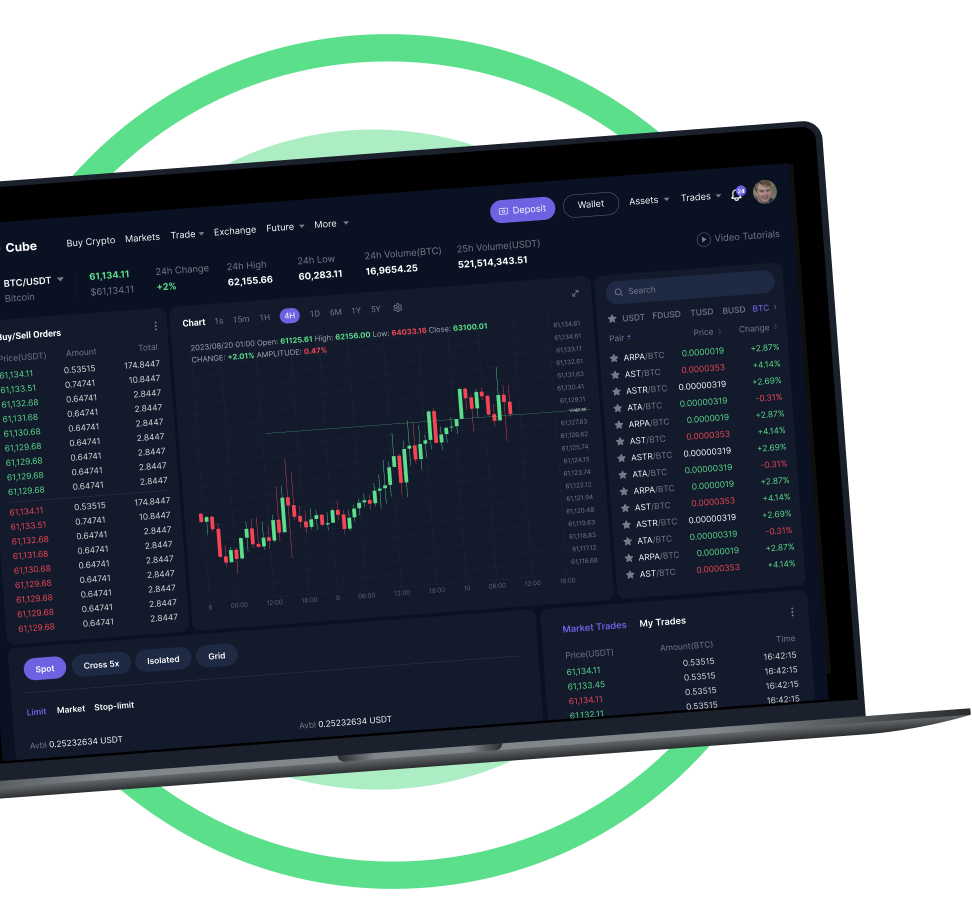 Cube
Buy Crypto Markets Trade Exchange Future More
Deposit Wallet Assets Trades 24
BTC/USDT
Bitcoin
61,134.11
$61,134.11
24h Change
+2%
24h High
62,155.66
24h Low
60,283.11
24h Volume(BTC)
16,9654.25
25h Volume(USDT)
521,514,343.51
Video Tutorials
Buy/Sell Orders
Price(USDT) Amount Total
61,134.11 0.53515 174.8447
61,133.51 0.74741 10.8447
61,132.68 0.64741 2.8447
61,131.68 0.64741 2.8447
61,130.68 0.64741 2.8447
61,129.68 0.64741 2.8447
61,129.68 0.64741 2.8447
61,129.68 0.64741 2.8447
61,129.68 0.64741 2.8447
61,134.11 0.53515 174.8447
61,133.51 0.74741 10.8447
61,132.68 0.64741 2.8447
61,131.68 0.64741 2.8447
61,130.68 0.64741 2.8447
61,129.68 0.64741 2.8447
61,129.68 0.64741 2.8447
61,129.68 0.64741 2.8447
61,129.68 0.64741 2.8447
Chart 1s 15m 1H 4H 1D 6M 1Y 5Y
2023/08/20 01:00 Open: 61125.61 High: 62156.00 Low: 64033.16 Close: 63100.01
CHANGE: +2.01% AMPLITUDE: 0.47%
61,134.61
61,134.61
61,133.11
61,132.61
61,131.83
61,130.41
61,129.11
61,127.63
61,126.62
61,125.74
61,124.15
61,123.74
61,122.12
61,121.94
61,120.48
61,119.83
61,118.83
61,117.12
61,116.68
8 06:00 12:00 18:00 9 06:00 12:00 18:00 10 06:00 12:00 18:00
Search
USDT FDUSD TUSD BUSD BTC
Pair Price Change
ARPA/BTC 0.0000019 +2.87%
AST/BTC 0.0000353 +4.14%
ASTR/BTC 0.00000319 +2.69%
ATA/BTC 0.00000319 -0.31%
ARPA/BTC 0.0000019 +2.87%
AST/BTC 0.0000353 +4.14%
ASTR/BTC 0.00000319 +2.69%
ATA/BTC 0.00000319 -0.31%
ARPA/BTC 0.0000019 +2.87%
AST/BTC 0.0000353 +4.14%
ASTR/BTC 0.00000319 +2.69%
ATA/BTC 0.00000319 -0.31%
ARPA/BTC 0.0000019 +2.87%
AST/BTC 0.0000353 +4.14%
Spot Cross 5x Isolated Grid
Limit Market Stop-limit
Avbl 0.25232634 USDT
Avbl 0.25232634 USDT
Market Trades My Trades
Price(USDT) Amount(BTC) Time
61,134.11 0.53515 16:42:15
61,133.45 0.53515 16:42:15
61,134.11 0.53515 16:42:15
61,132.11 0.53515 16:42:15